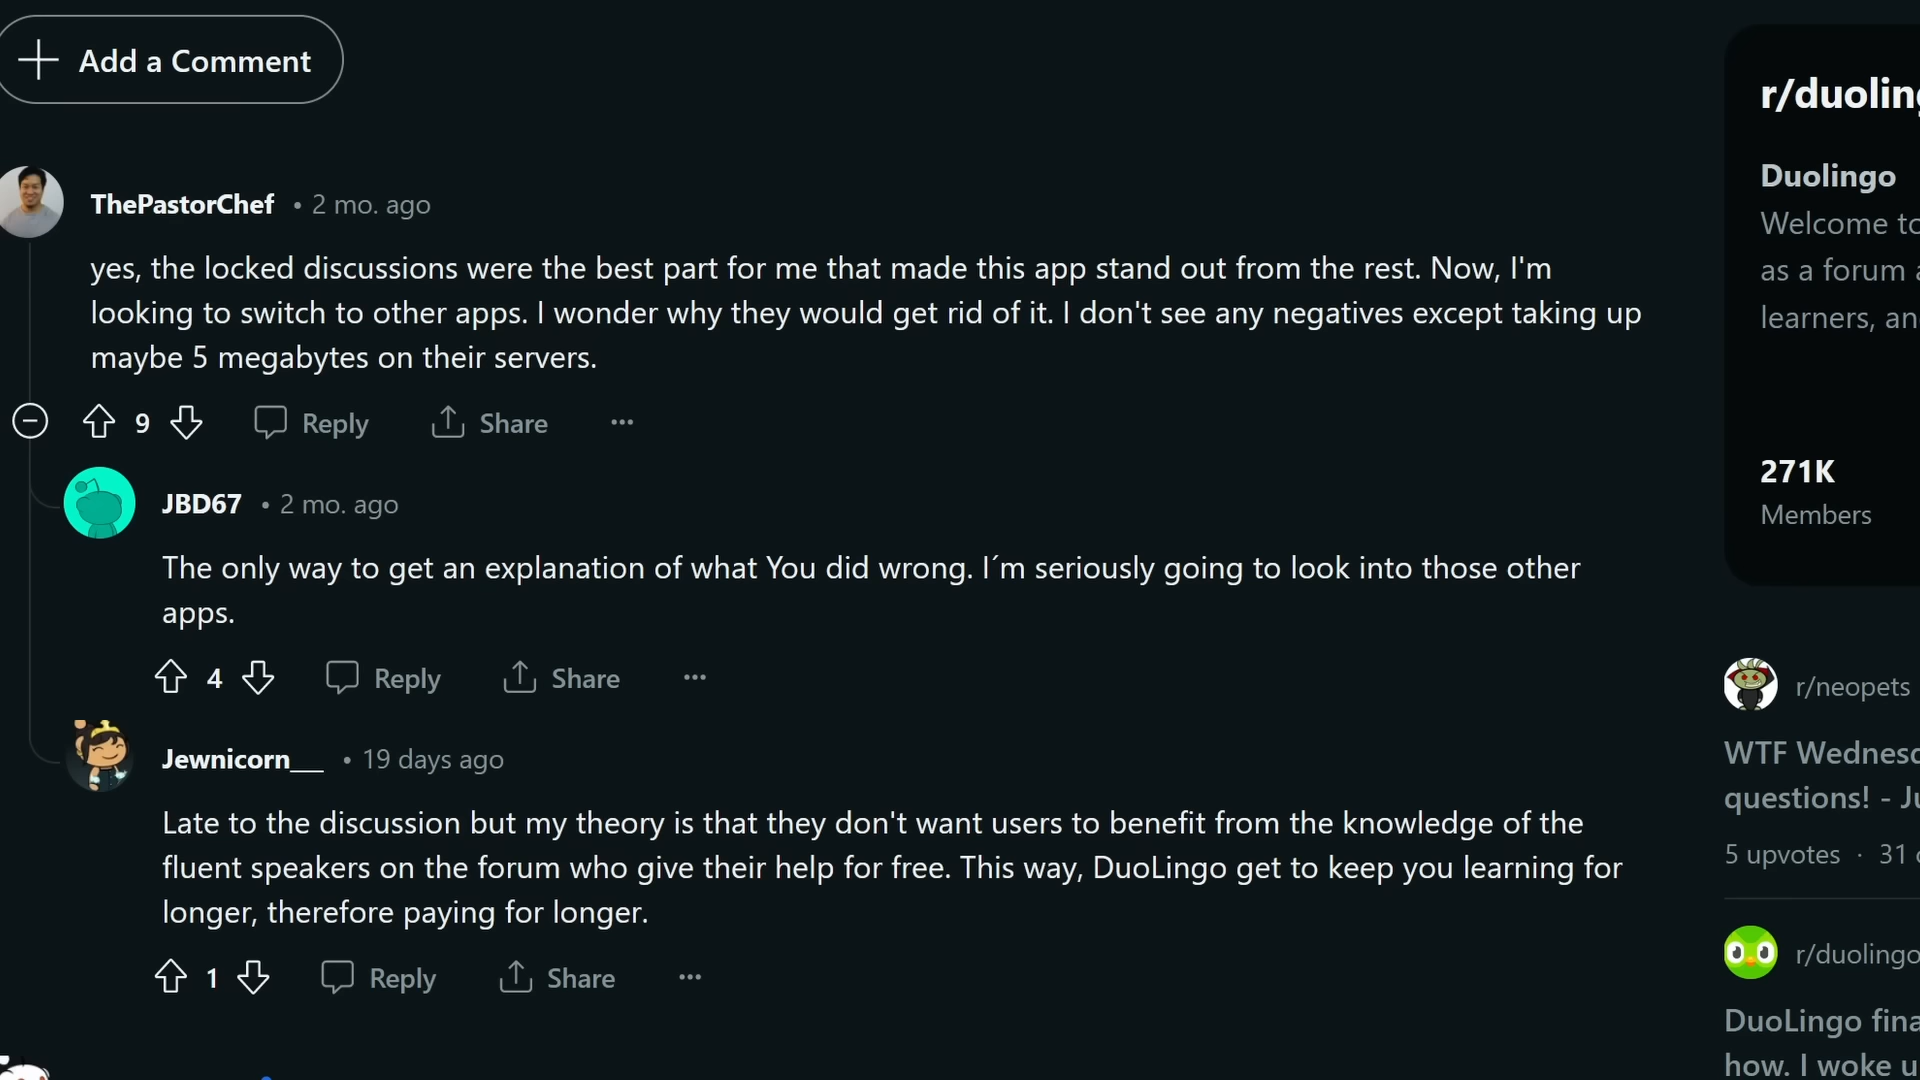 Add a Comment
ThePastorChef • 2 mo. ago
yes, the locked discussions were the best part for me that made this app stand out from the rest. Now, I'm
looking to switch to other apps. I wonder why they would get rid of it. I don't see any negatives except taking up
maybe 5 megabytes on their servers.
9 Reply Share ···
JBD67 • 2 mo. ago
The only way to get an explanation of what You did wrong. I´m seriously going to look into those other
apps.
4 Reply Share ···
Jewnicorn___ • 19 days ago
Late to the discussion but my theory is that they don't want users to benefit from the knowledge of the
fluent speakers on the forum who give their help for free. This way, DuoLingo get to keep you learning for
longer, therefore paying for longer.
1 Reply Share ···
r/duoling
Duolingo
Welcome to
as a forum
learners, an
271K
Members
r/neopets
WTF Wednes
questions! - Ju
5 upvotes · 31
r/duolingo
DuoLingo fina
how. I woke u